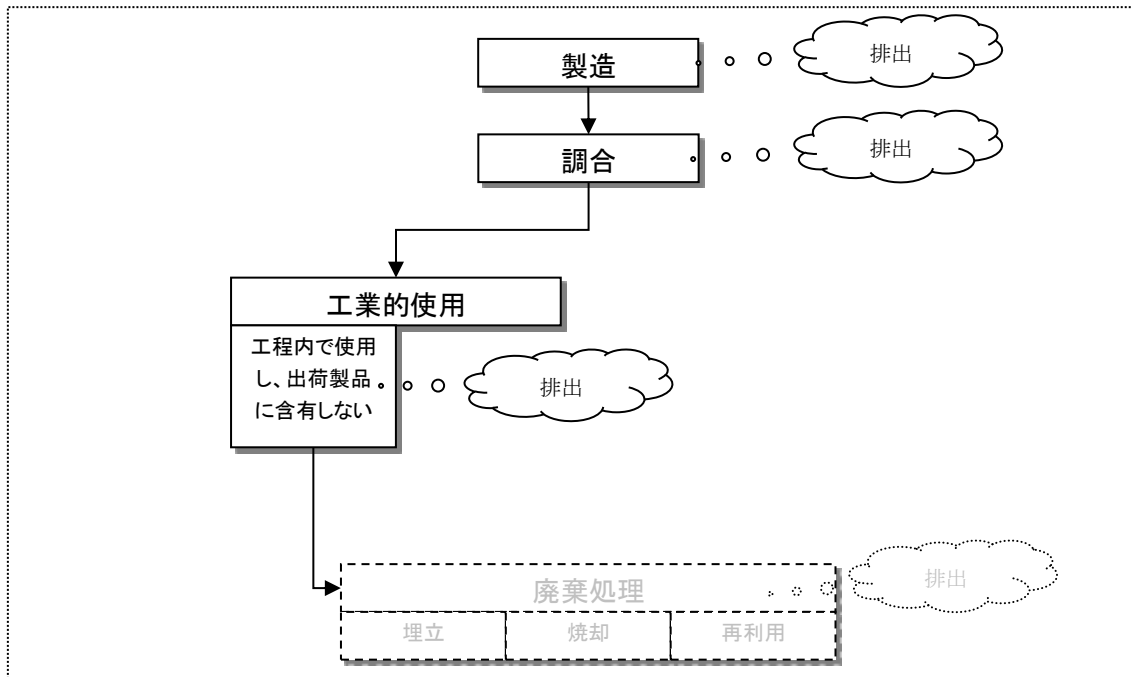 製造
排出
調合
排出
工業的使用
工程内で使用
し、出荷製品
に含有しない
排出
廃棄処理
排出
埋立
焼却
再利用